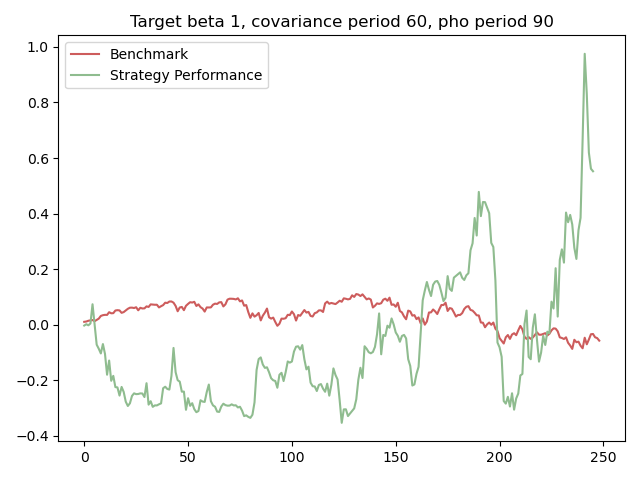 Target beta 1, covariance period 60, pho period 90
Benchmark
Strategy Performance
1.0
0.8
0.6
0.4
0.2
0.0
−0.2
−0.4
0 50 100 150 200 250